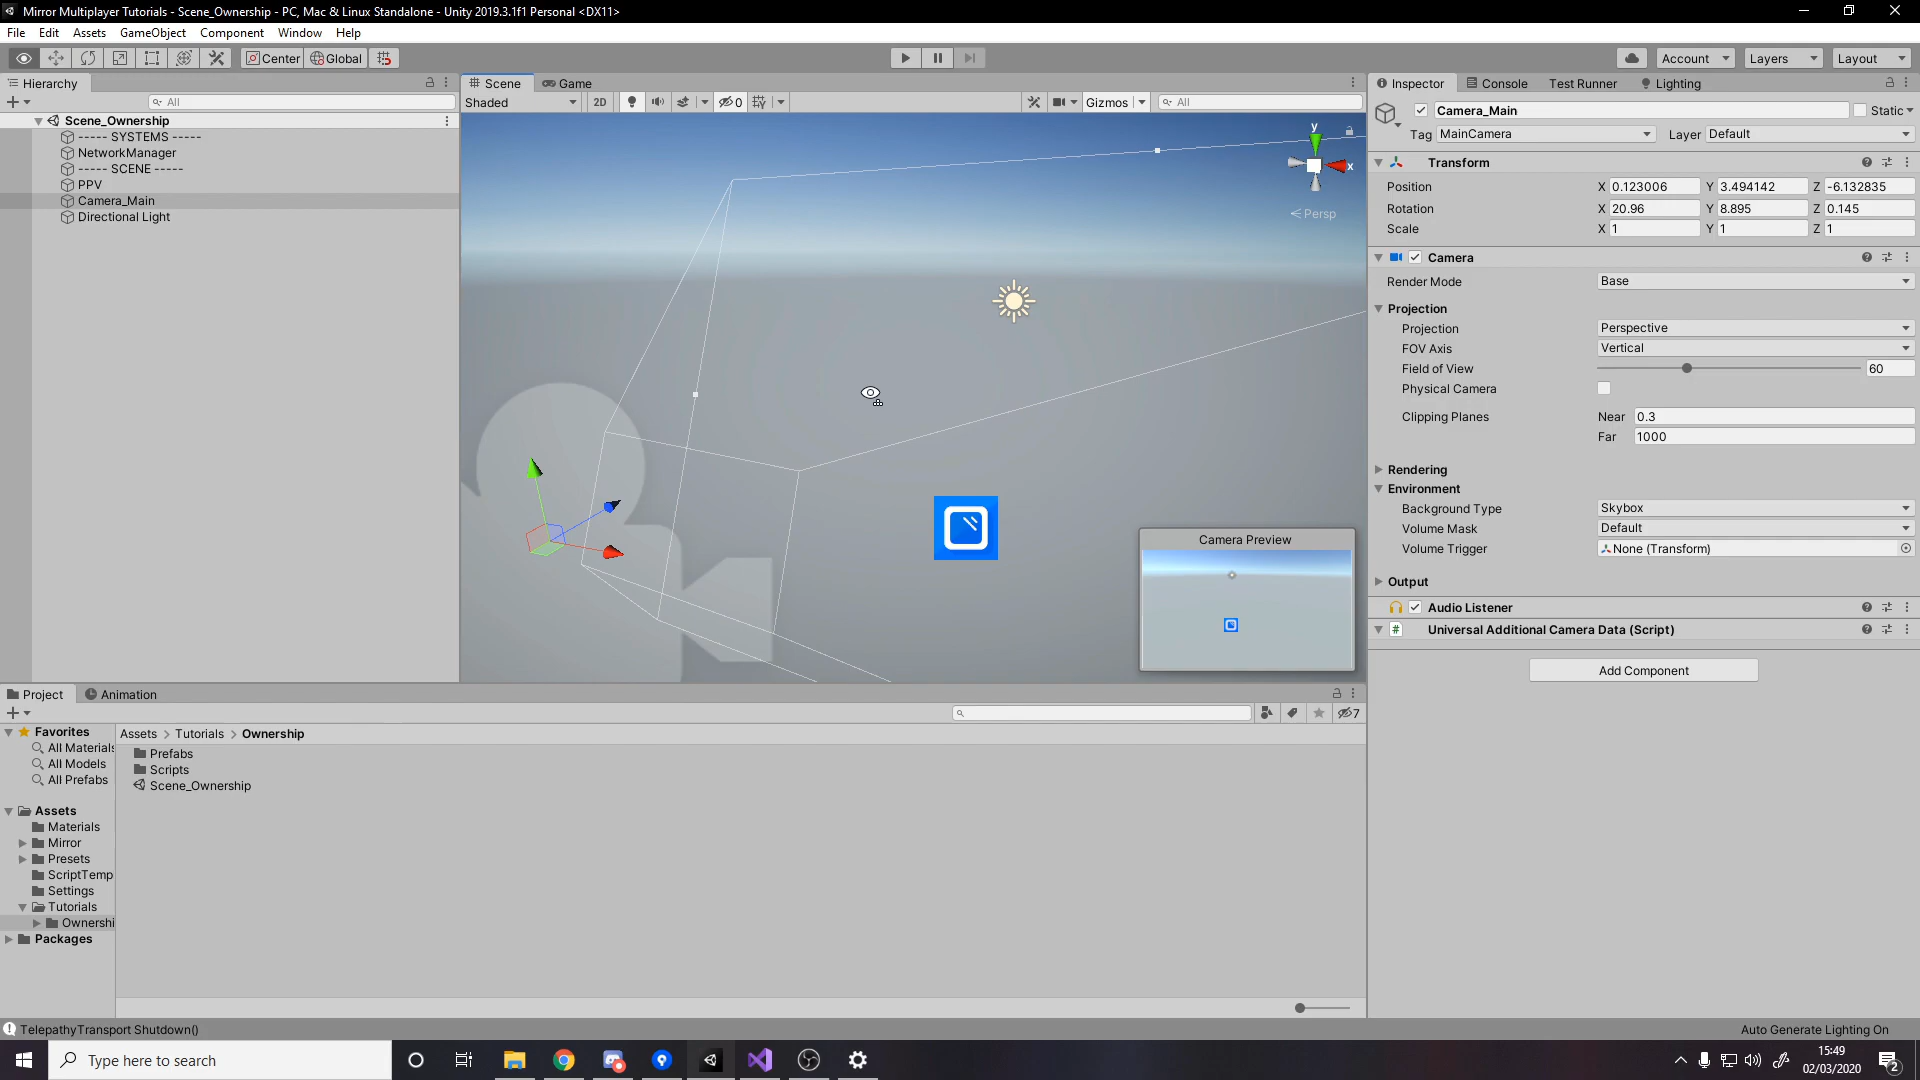 Mirror Multiplayer Tutorials - Scene_Ownership - PC, Mac & Linux Standalone - Unity 2019.3.1f1 Personal <DX11>
File Edit Assets GameObject Component Window Help
Center Global Account Layers Layout
Hierarchy
All
Scene_Ownership
----- SYSTEMS -----
NetworkManager
----- SCENE -----
PPV
Camera_Main
Directional Light
Scene Game
Shaded 2D 0 Gizmos All
y
x
Persp
Camera Preview
Inspector Console Test Runner Lighting
Camera_Main Static
Tag MainCamera Layer Default
Transform
Position X 0.123006 Y 3.494142 Z -6.132835
Rotation X 20.96 Y 8.895 Z 0.145
Scale X 1 Y 1 Z 1
Camera
Render Mode Base
Projection
Projection Perspective
FOV Axis Vertical
Field of View 60
Physical Camera
Clipping Planes Near 0.3
Far 1000
Rendering
Environment
Background Type Skybox
Volume Mask Default
Volume Trigger None (Transform)
Output
Audio Listener
# Universal Additional Camera Data (Script)
Add Component
Project Animation
7
Favorites
All Materials
All Models
All Prefabs
Assets
Materials
Mirror
Presets
ScriptTemp
Settings
Tutorials
Ownershi
Packages
Assets > Tutorials > Ownership
Prefabs
Scripts
Scene_Ownership
TelepathyTransport Shutdown()
Auto Generate Lighting On
Type here to search
15:49
02/03/2020
2